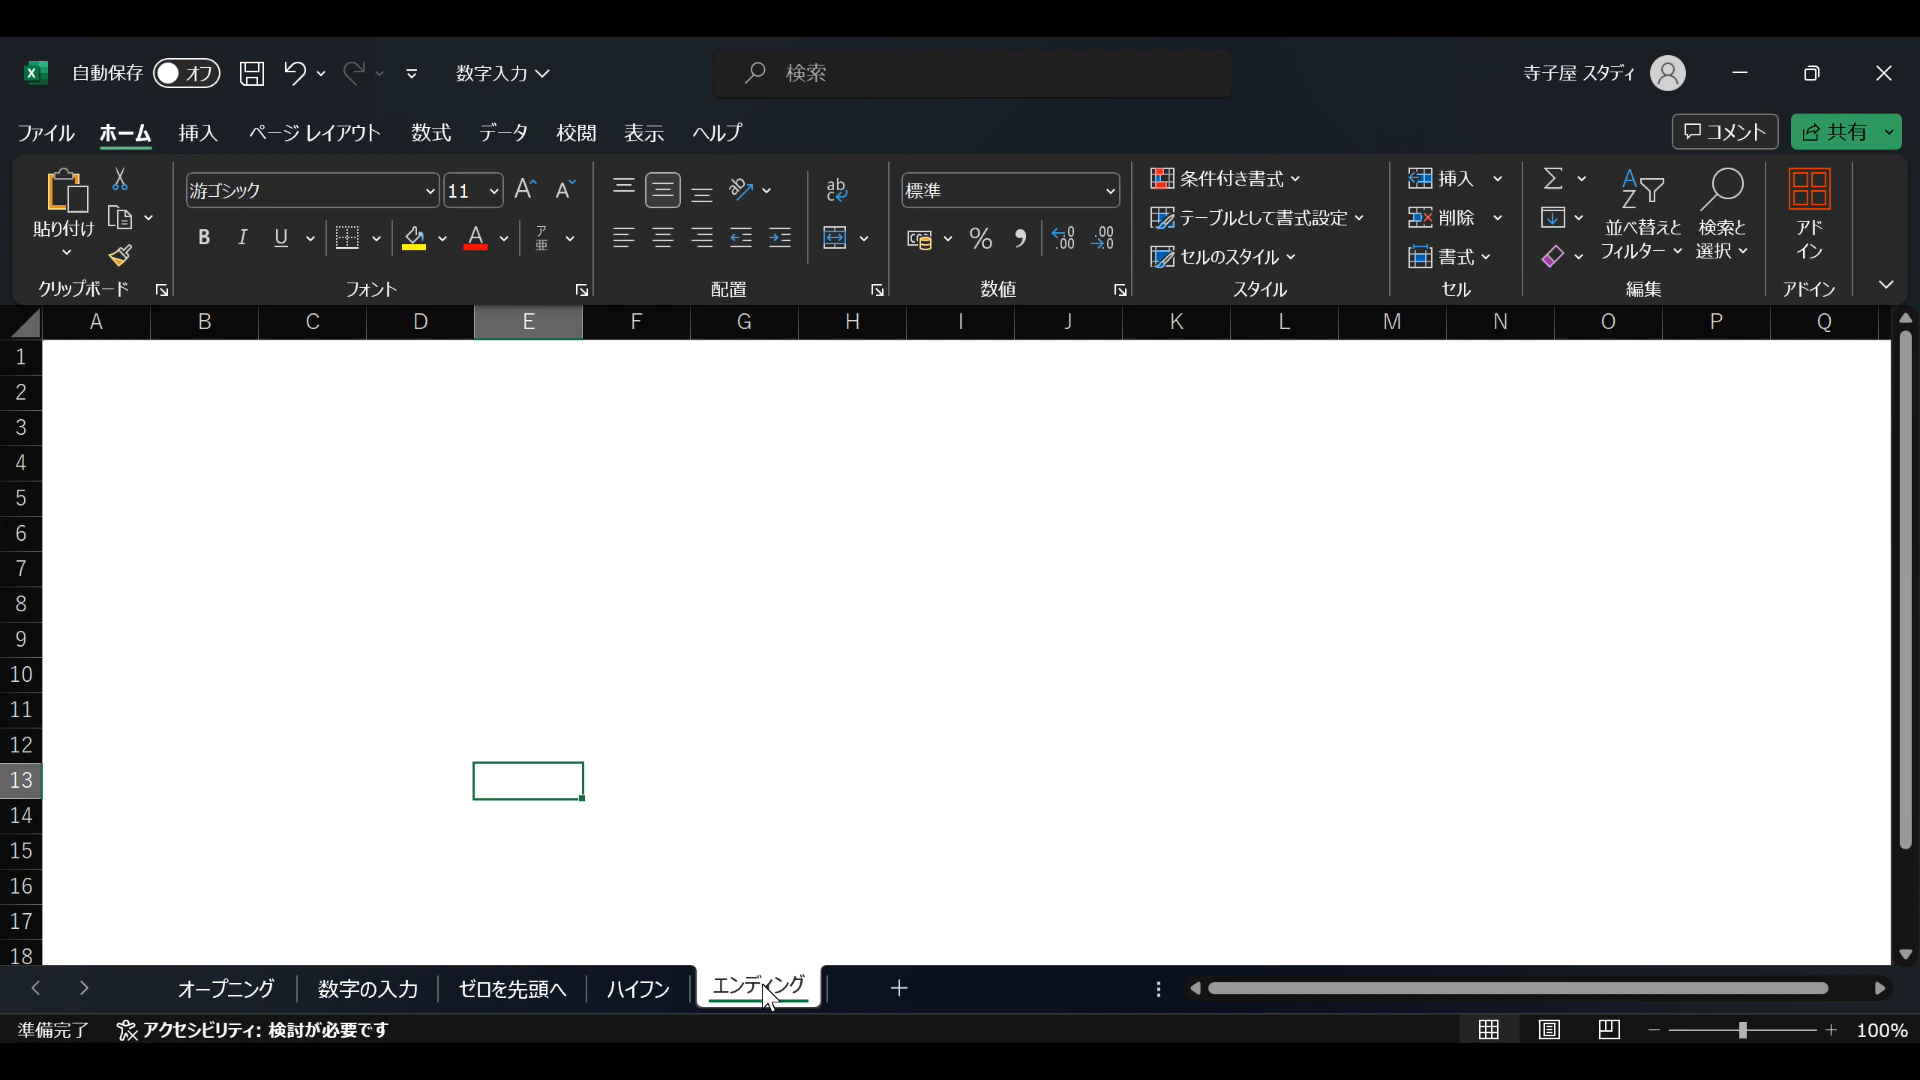 自動保存 オフ 数字入力 検索 寺子屋 スタディ
ファイル ホーム 挿入 ページ レイアウト 数式 データ 校閲 表示 ヘルプ コメント 共有
貼り付け
クリップボード
游ゴシック 11
B I U A ア亜
フォント
ab
配置
標準
% 9 .00
数値
条件付き書式
テーブルとして書式設定
セルのスタイル
スタイル
挿入
削除
書式
セル
Σ
並べ替えと
フィルター
検索と
選択
編集
アド
イン
アドイン
A B C D E F G H I J K L M N O P Q
1
2
3
4
5
6
7
8
9
10
11
12
13
14
15
16
17
18
オープニング 数字の入力 ゼロを先頭へ ハイフン エンディング
準備完了 アクセシビリティ: 検討が必要です 100%